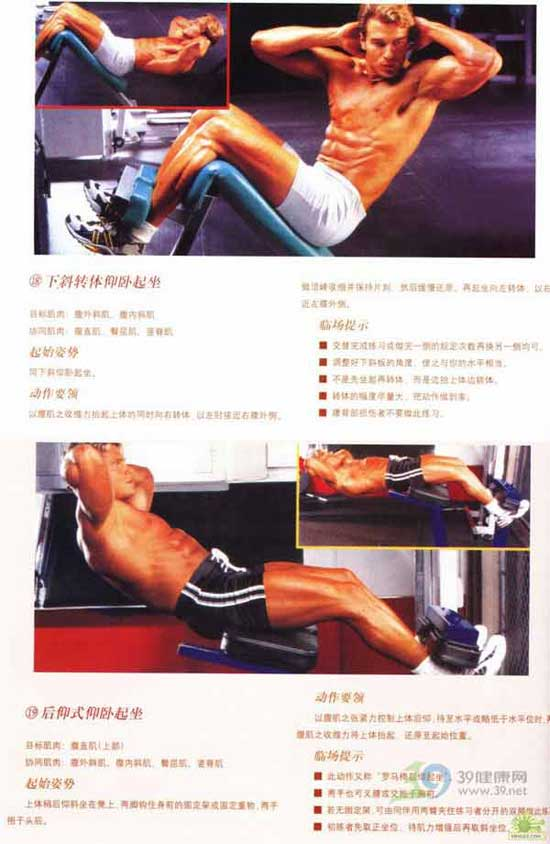 ⑱下斜转体仰卧起坐
目标肌肉:腹外斜肌、腹内斜肌
协同肌肉:腹直肌、臀屈肌、竖脊肌
起始姿势
同下斜仰卧起坐。
动作要领
以腹肌之收缩力抬起上体的同时向右转体,以左肘接近右腰外侧。
做顶峰收缩并保持片刻,然后缓慢还原。再起坐向左转体,以右
近左腰外侧。
临场提示
■ 交替完成练习或做完一侧的规定次数再换另一侧均可。
■ 调整好下斜板的角度,使之与你的水平相当。
■ 不是先坐起再转体,而是边抬上体边转体。
■ 转体的幅度尽量大,把动作做到家。
■ 腰背部损伤者不要做此练习。
⑲后仰式仰卧起坐
目标肌肉:腹直肌(上部)
协同肌肉:腹外斜肌、腹内斜肌、臀屈肌、竖脊肌
起始姿势
上体稍后仰斜坐在凳上,两脚钩住身前的固定架或固定重物,两手
抱于头后。
动作要领
以腹肌之张紧力控制上体后仰,待至水平或略低于水平位时,再
腹肌之收缩力将上体抬起,还原至起始位置。
临场提示
■ 此动作又称“罗马椅后仰起坐”。
■ 两手也可叉腰或交抱于胸前。
■ 若无固定架,可由同伴用两臂夹住练习者分开的双脚做此练
■ 初练者先取正坐位,待肌力增强后再取斜坐位。
39健康网
www.39.net